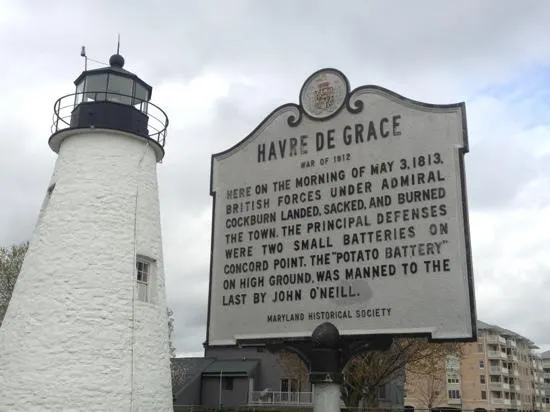 HAVRE DE GRACE
WAR OF 1812
HERE ON THE MORNING OF MAY 3, 1813,
BRITISH FORCES UNDER ADMIRAL
COCKBURN LANDED, SACKED, AND BURNED
THE TOWN. THE PRINCIPAL DEFENSES
WERE TWO SMALL BATTERIES ON
CONCORD POINT. THE "POTATO BATTERY"
ON HIGH GROUND, WAS MANNED TO THE
LAST BY JOHN O'NEILL.
MARYLAND HISTORICAL SOCIETY